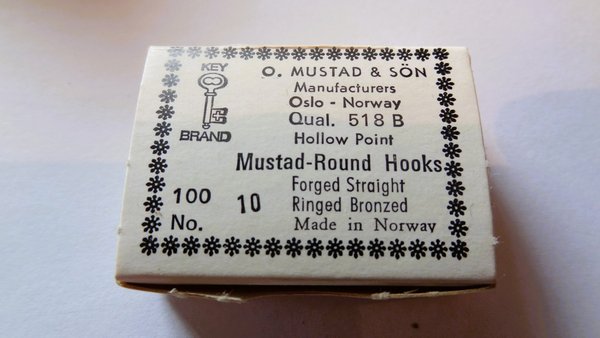 KEY
BRAND
O. MUSTAD & SÖN
Manufacturers
Oslo - Norway
Qual. 518 B
Hollow Point
Mustad-Round Hooks
100
No. 10
Forged Straight
Ringed Bronzed
Made in Norway